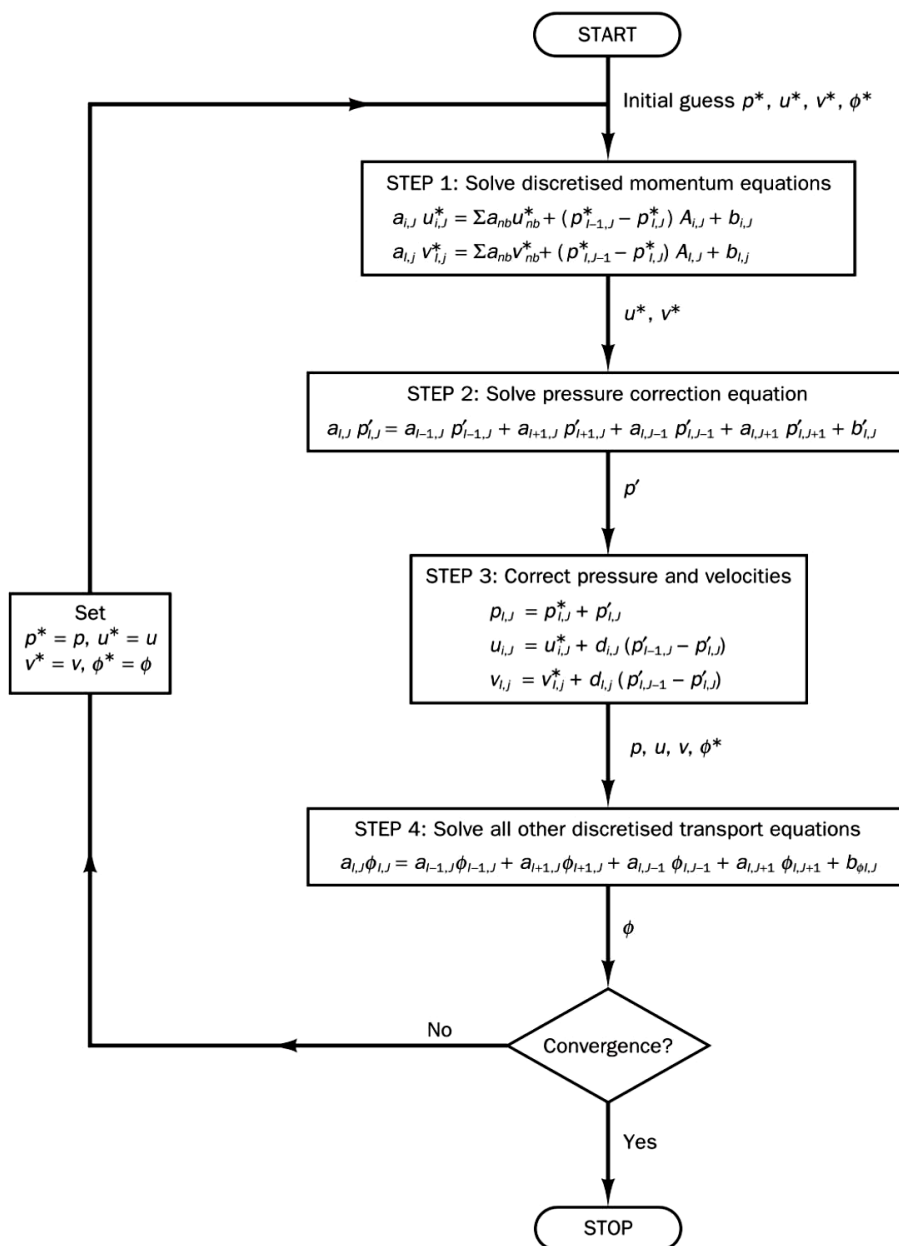 START
Initial guess p*, u*, v*, ϕ*
STEP 1: Solve discretised momentum equations
a_{i,J} u*_{i,J} = Σa_{nb}u*_{nb} + (p*_{I–1,J} – p*_{I,J}) A_{i,J} + b_{i,J}
a_{I,j} v*_{I,j} = Σa_{nb}v*_{nb} + (p*_{I,J–1} – p*_{I,J}) A_{I,J} + b_{I,j}
u*, v*
STEP 2: Solve pressure correction equation
a_{I,J} p′_{I,J} = a_{I–1,J} p′_{I–1,J} + a_{I+1,J} p′_{I+1,J} + a_{I,J–1} p′_{I,J–1} + a_{I,J+1} p′_{I,J+1} + b′_{I,J}
p′
STEP 3: Correct pressure and velocities
p_{I,J} = p*_{I,J} + p′_{I,J}
u_{i,J} = u*_{i,J} + d_{i,J} (p′_{I–1,J} – p′_{I,J})
v_{I,j} = v*_{I,j} + d_{I,j} (p′_{I,J–1} – p′_{I,J})
Set
p* = p, u* = u
v* = v, ϕ* = ϕ
p, u, v, ϕ*
STEP 4: Solve all other discretised transport equations
a_{I,J}ϕ_{I,J} = a_{I–1,J}ϕ_{I–1,J} + a_{I+1,J}ϕ_{I+1,J} + a_{I,J–1} ϕ_{I,J–1} + a_{I,J+1} ϕ_{I,J+1} + b_{ϕI,J}
ϕ
No
Convergence?
Yes
STOP